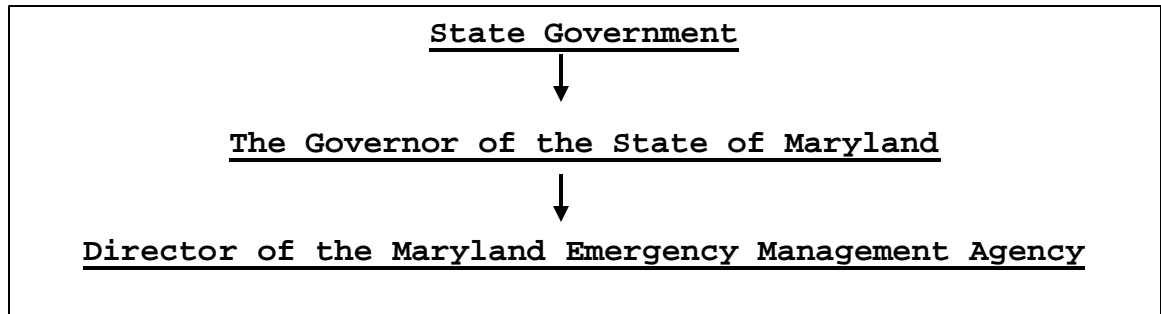 State Government
The Governor of the State of Maryland
Director of the Maryland Emergency Management Agency